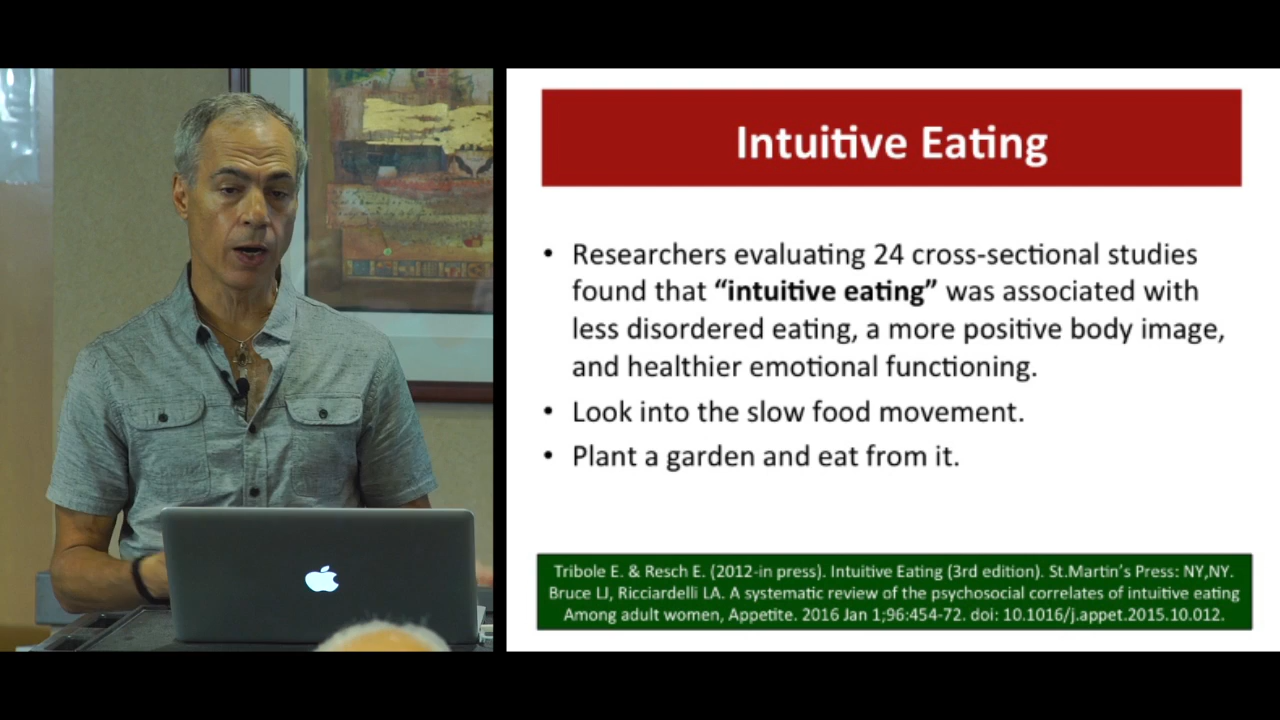 Intuitive Eating
• Researchers evaluating 24 cross-sectional studies
found that “intuitive eating” was associated with
less disordered eating, a more positive body image,
and healthier emotional functioning.
• Look into the slow food movement.
• Plant a garden and eat from it.
Tribole E. & Resch E. (2012-in press). Intuitive Eating (3rd edition). St.Martin’s Press: NY,NY.
Bruce LJ, Ricciardelli LA. A systematic review of the psychosocial correlates of intuitive eating
Among adult women, Appetite. 2016 Jan 1;96:454-72. doi: 10.1016/j.appet.2015.10.012.